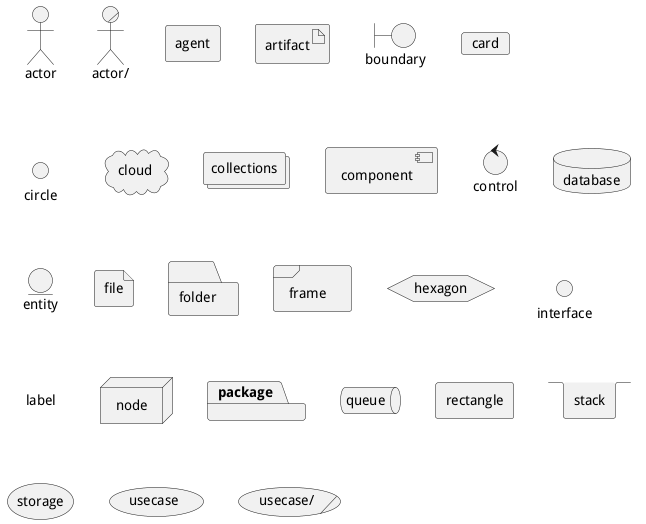 actor
actor/
agent
artifact
boundary
card
circle
cloud
collections
component
control
database
entity
file
folder
frame
hexagon
interface
label
node
package
queue
rectangle
stack
storage
usecase
usecase/